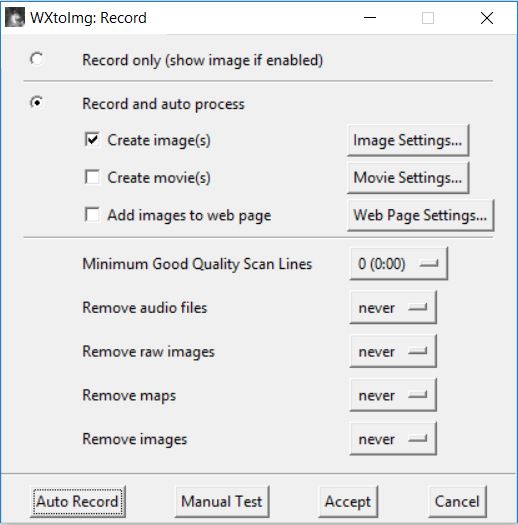 WXtoImg: Record
Record only (show image if enabled)
Record and auto process
Create image(s) Image Settings...
Create movie(s) Movie Settings...
Add images to web page Web Page Settings...
Minimum Good Quality Scan Lines 0 (0:00)
Remove audio files never
Remove raw images never
Remove maps never
Remove images never
Auto Record Manual Test Accept Cancel